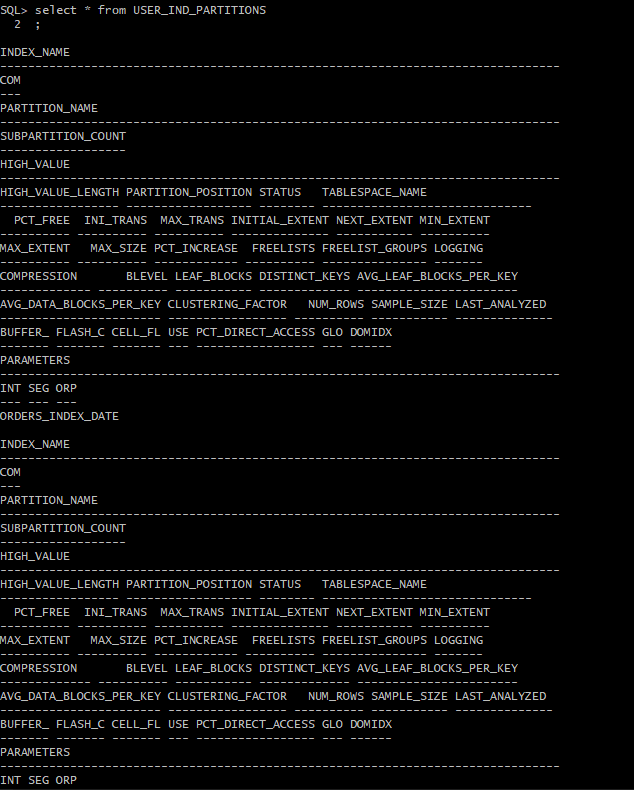 SQL> select * from USER_IND_PARTITIONS
  2  ;
INDEX_NAME
--------------------------------------------------------------------------------
COM
---
PARTITION_NAME
--------------------------------------------------------------------------------
SUBPARTITION_COUNT
------------------
HIGH_VALUE
--------------------------------------------------------------------------------
HIGH_VALUE_LENGTH PARTITION_POSITION STATUS   TABLESPACE_NAME
----------------- ------------------ -------- ------------------------------
  PCT_FREE  INI_TRANS  MAX_TRANS INITIAL_EXTENT NEXT_EXTENT MIN_EXTENT
---------- ---------- ---------- -------------- ----------- ----------
MAX_EXTENT   MAX_SIZE PCT_INCREASE  FREELISTS FREELIST_GROUPS LOGGING
---------- ---------- ------------ ---------- --------------- -------
COMPRESSION       BLEVEL LEAF_BLOCKS DISTINCT_KEYS AVG_LEAF_BLOCKS_PER_KEY
------------- ---------- ----------- ------------- -----------------------
AVG_DATA_BLOCKS_PER_KEY CLUSTERING_FACTOR   NUM_ROWS SAMPLE_SIZE LAST_ANALYZED
----------------------- ----------------- ---------- ----------- --------------
BUFFER_ FLASH_C CELL_FL USE PCT_DIRECT_ACCESS GLO DOMIDX
------- ------- ------- --- ----------------- --- ------
PARAMETERS
--------------------------------------------------------------------------------
INT SEG ORP
--- --- ---
ORDERS_INDEX_DATE
INDEX_NAME
--------------------------------------------------------------------------------
COM
---
PARTITION_NAME
--------------------------------------------------------------------------------
SUBPARTITION_COUNT
------------------
HIGH_VALUE
--------------------------------------------------------------------------------
HIGH_VALUE_LENGTH PARTITION_POSITION STATUS   TABLESPACE_NAME
----------------- ------------------ -------- ------------------------------
  PCT_FREE  INI_TRANS  MAX_TRANS INITIAL_EXTENT NEXT_EXTENT MIN_EXTENT
---------- ---------- ---------- -------------- ----------- ----------
MAX_EXTENT   MAX_SIZE PCT_INCREASE  FREELISTS FREELIST_GROUPS LOGGING
---------- ---------- ------------ ---------- --------------- -------
COMPRESSION       BLEVEL LEAF_BLOCKS DISTINCT_KEYS AVG_LEAF_BLOCKS_PER_KEY
------------- ---------- ----------- ------------- -----------------------
AVG_DATA_BLOCKS_PER_KEY CLUSTERING_FACTOR   NUM_ROWS SAMPLE_SIZE LAST_ANALYZED
----------------------- ----------------- ---------- ----------- --------------
BUFFER_ FLASH_C CELL_FL USE PCT_DIRECT_ACCESS GLO DOMIDX
------- ------- ------- --- ----------------- --- ------
PARAMETERS
--------------------------------------------------------------------------------
INT SEG ORP